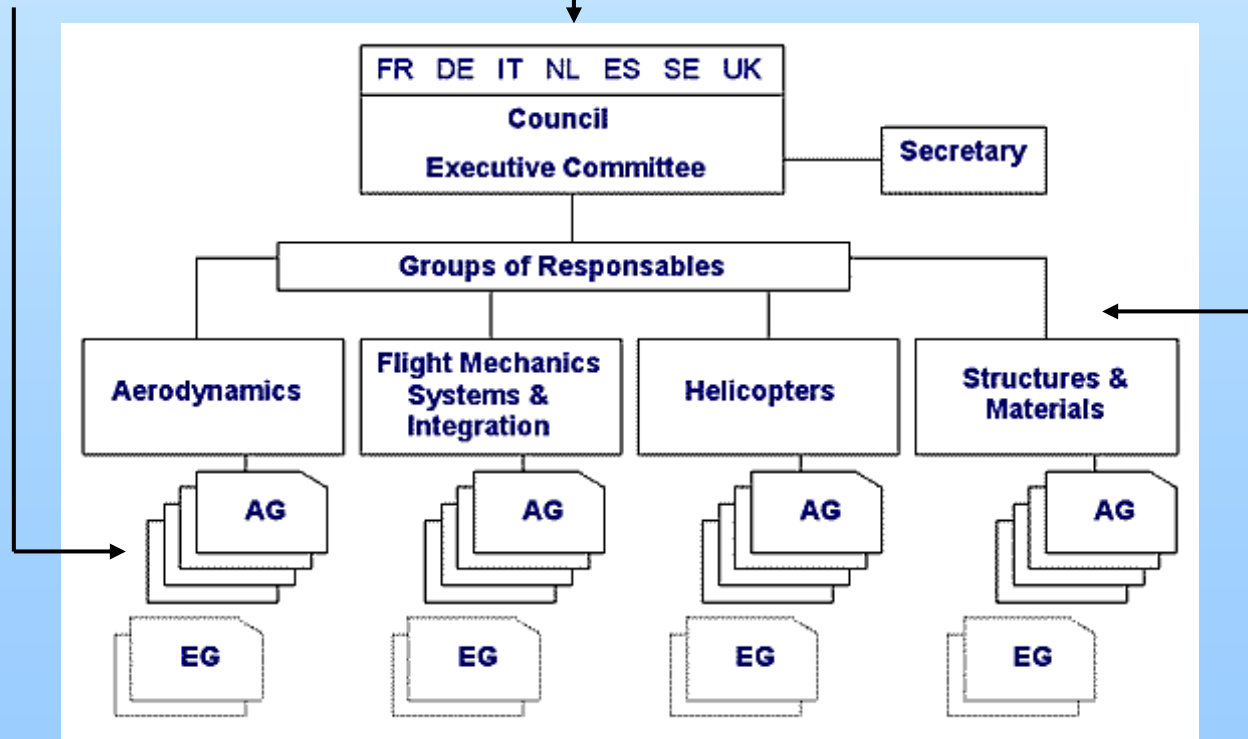 FR DE IT NL ES SE UK
Council
Executive Committee
Secretary
Groups of Responsables
Aerodynamics
Flight Mechanics
Systems &
Integration
Helicopters
Structures &
Materials
AG
AG
AG
AG
EG
EG
EG
EG